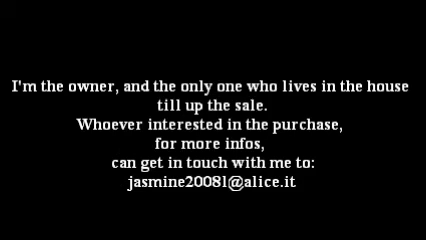 I'm the owner, and the only one who lives in the house
till up the sale.
Whoever interested in the purchase,
for more infos,
can get in touch with me to:
jasmine2008l@alice.it